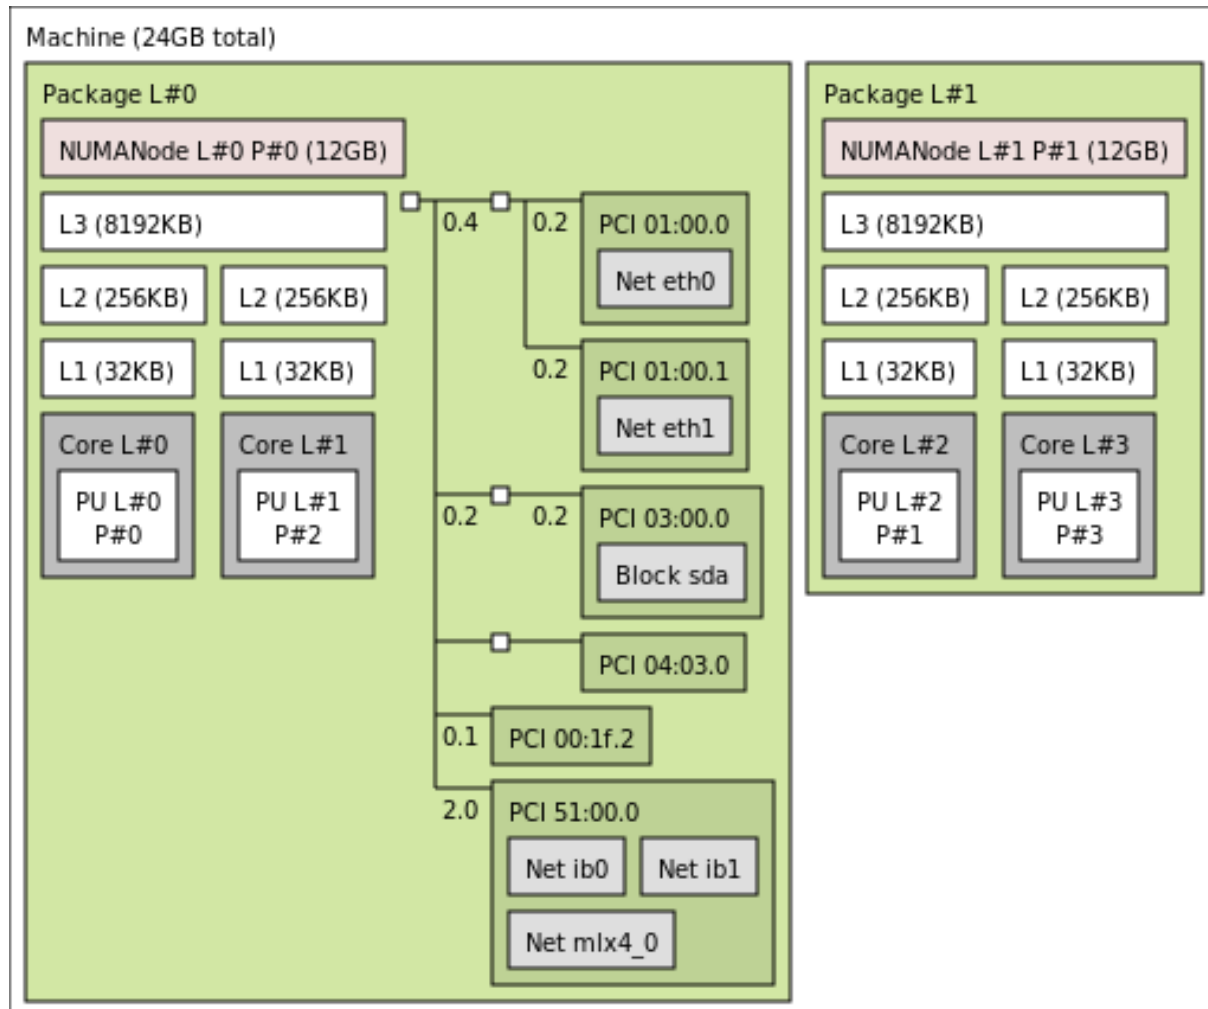 Machine (24GB total)
Package L#0
NUMANode L#0 P#0 (12GB)
L3 (8192KB)
L2 (256KB)
L2 (256KB)
L1 (32KB)
L1 (32KB)
Core L#0
PU L#0
P#0
Core L#1
PU L#1
P#2
0.4
0.2
PCI 01:00.0
Net eth0
0.2
PCI 01:00.1
Net eth1
0.2
0.2
PCI 03:00.0
Block sda
PCI 04:03.0
0.1
PCI 00:1f.2
2.0
PCI 51:00.0
Net ib0
Net ib1
Net mlx4_0
Package L#1
NUMANode L#1 P#1 (12GB)
L3 (8192KB)
L2 (256KB)
L2 (256KB)
L1 (32KB)
L1 (32KB)
Core L#2
PU L#2
P#1
Core L#3
PU L#3
P#3